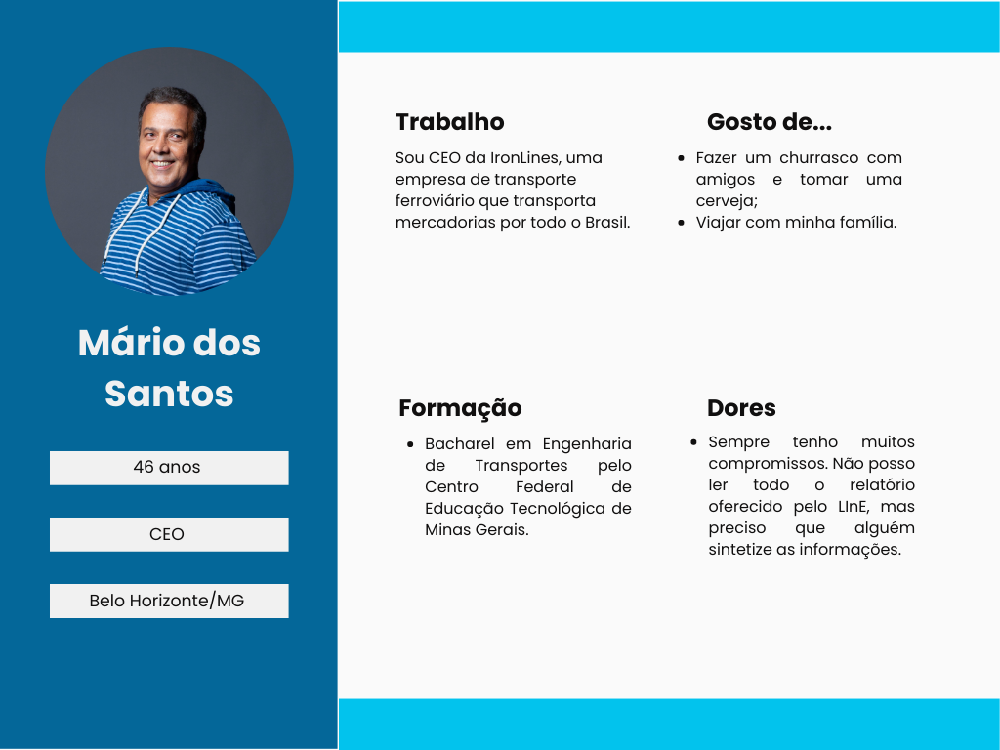 Mário dos
Santos
46 anos
CEO
Belo Horizonte/MG
Trabalho
Sou CEO da IronLines, uma
empresa de transporte
ferroviário que transporta
mercadorias por todo o Brasil.
Gosto de...
• Fazer um churrasco com
amigos e tomar uma
cerveja;
• Viajar com minha família.
Formação
• Bacharel em Engenharia
de Transportes pelo
Centro Federal de
Educação Tecnológica de
Minas Gerais.
Dores
• Sempre tenho muitos
compromissos. Não posso
ler todo o relatório
oferecido pelo LInE, mas
preciso que alguém
sintetize as informações.